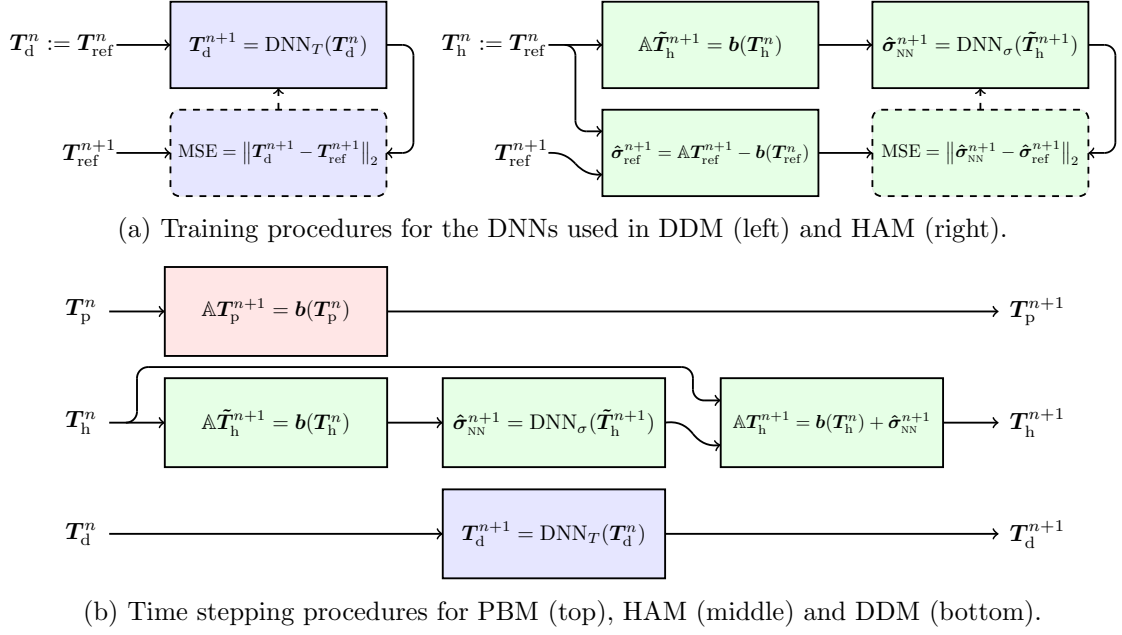 𝑻_d^n := 𝑻_ref^n
𝑻_d^{n+1} = DNN_T(𝑻_d^n)
𝑻_ref^{n+1}
MSE = ‖𝑻_d^{n+1} − 𝑻_ref^{n+1}‖_2
𝑻_h^n := 𝑻_ref^n
𝔸𝑻̃_h^{n+1} = 𝒃(𝑻_h^n)
𝝈̂_NN^{n+1} = DNN_σ(𝑻̃_h^{n+1})
𝑻_ref^{n+1}
𝝈̂_ref^{n+1} = 𝔸𝑻_ref^{n+1} − 𝒃(𝑻_ref^n)
MSE = ‖𝝈̂_NN^{n+1} − 𝝈̂_ref^{n+1}‖_2
(a) Training procedures for the DNNs used in DDM (left) and HAM (right).
𝑻_p^n
𝔸𝑻_p^{n+1} = 𝒃(𝑻_p^n)
𝑻_p^{n+1}
𝑻_h^n
𝔸𝑻̃_h^{n+1} = 𝒃(𝑻_h^n)
𝝈̂_NN^{n+1} = DNN_σ(𝑻̃_h^{n+1})
𝔸𝑻_h^{n+1} = 𝒃(𝑻_h^n) + 𝝈̂_NN^{n+1}
𝑻_h^{n+1}
𝑻_d^n
𝑻_d^{n+1} = DNN_T(𝑻_d^n)
𝑻_d^{n+1}
(b) Time stepping procedures for PBM (top), HAM (middle) and DDM (bottom).